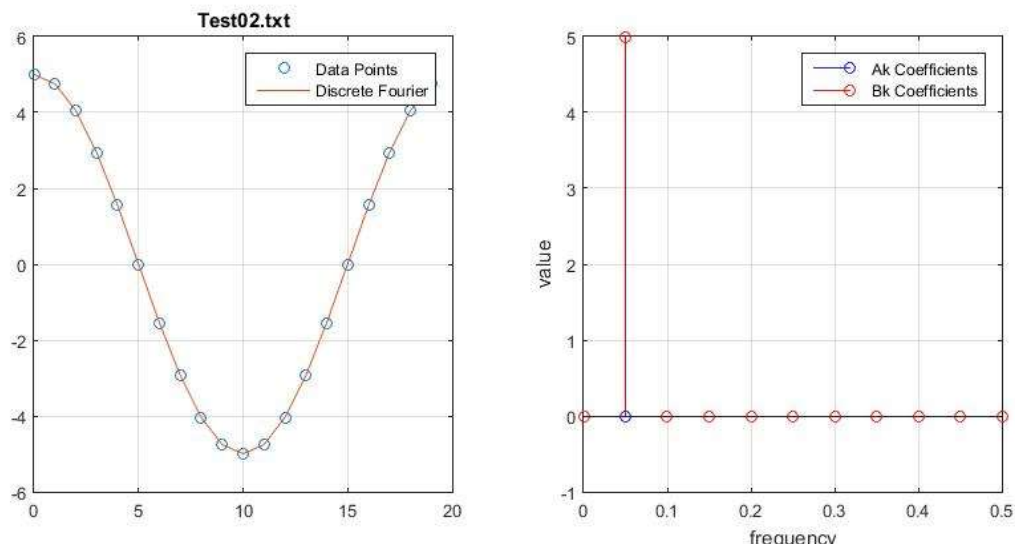 Test02.txt
6
4
2
0
-2
-4
-6
0 5 10 15 20
Data Points
Discrete Fourier
5
4
3
2
1
0
-1
0 0.1 0.2 0.3 0.4 0.5
value
frequency
Ak Coefficients
Bk Coefficients